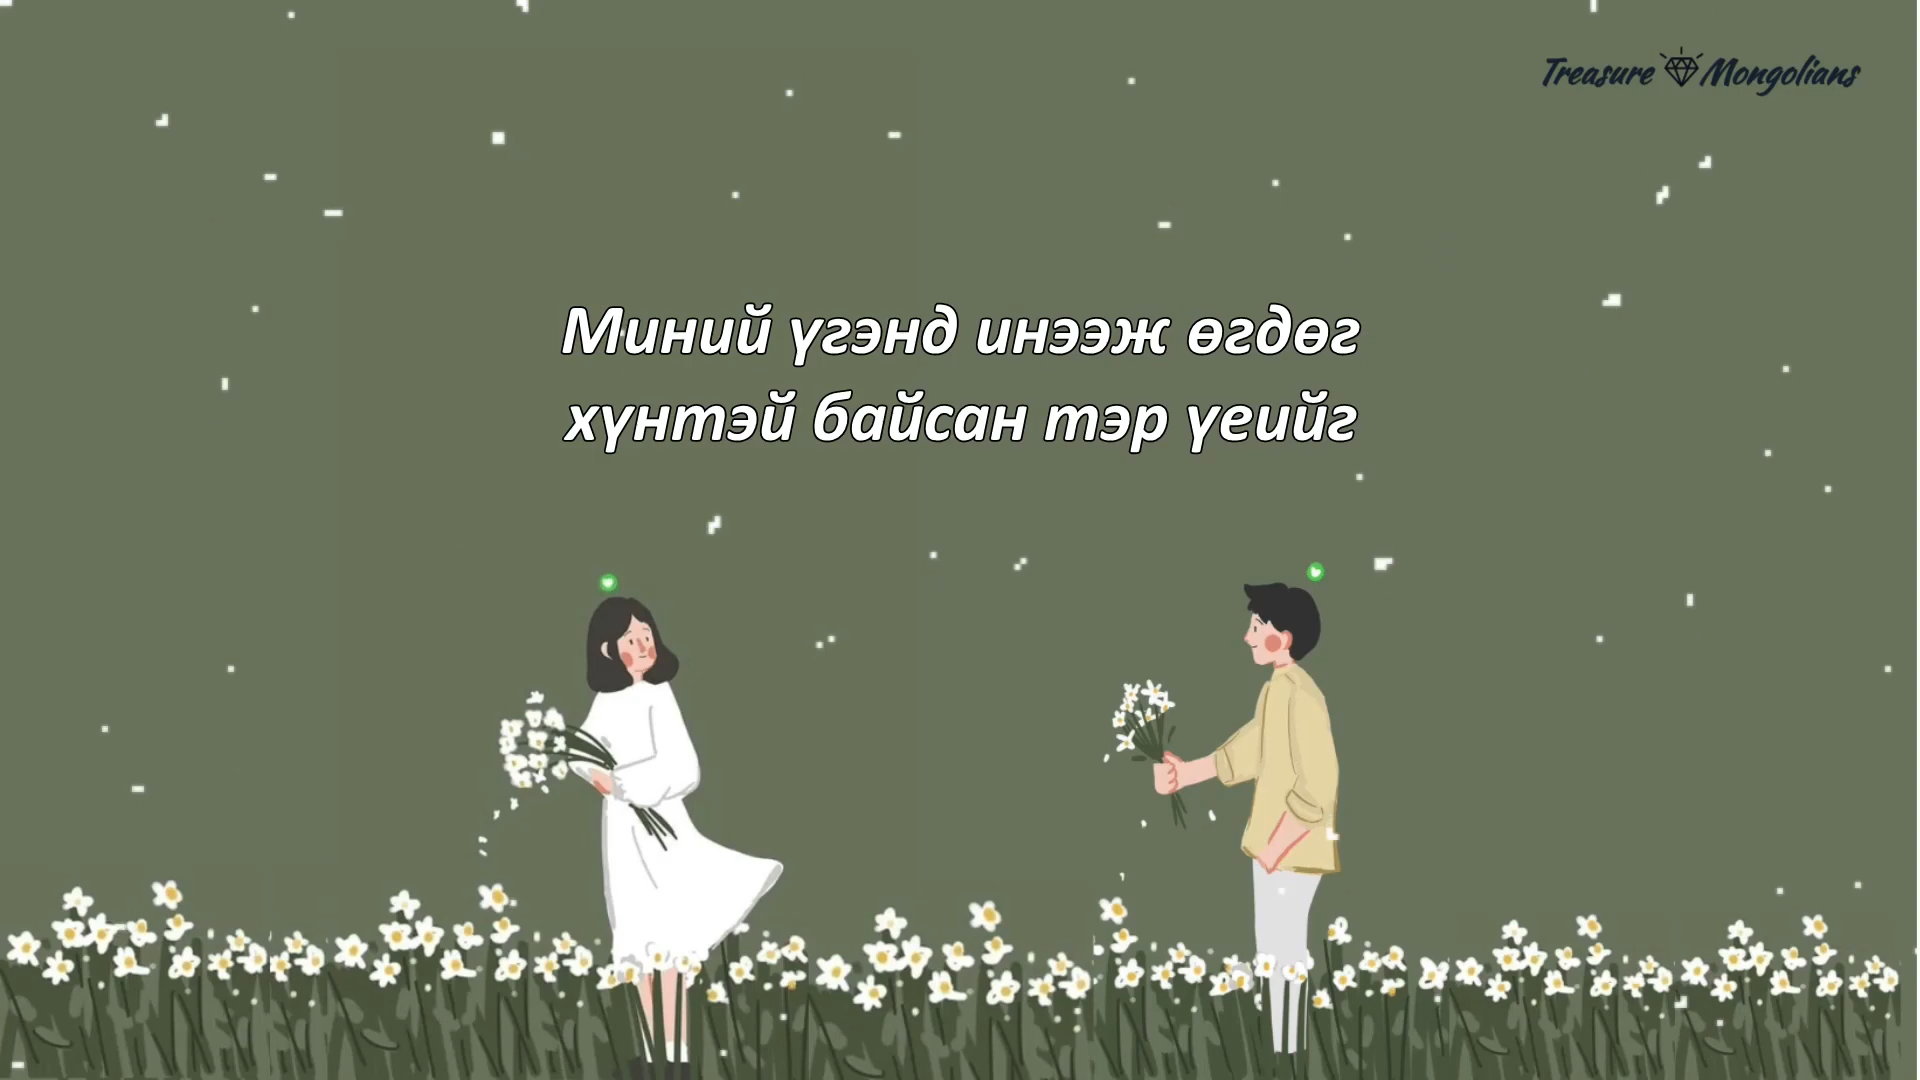 Treasure Mongolians
Миний үгэнд инээж өгдөг
хүнтэй байсан тэр үеийг